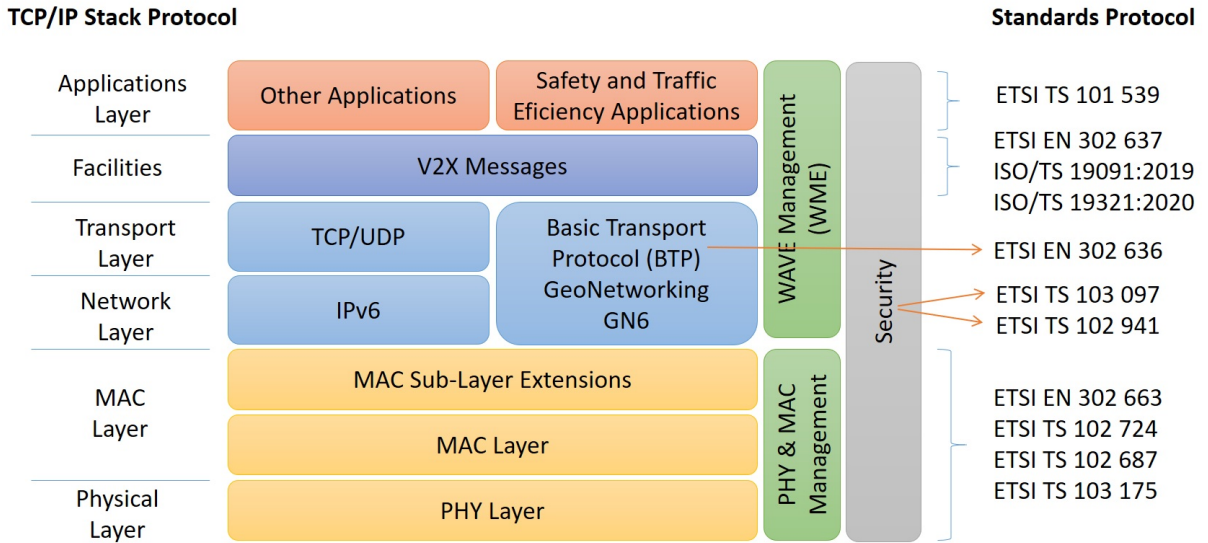 TCP/IP Stack Protocol
Standards Protocol
Applications
Layer
Other Applications
Safety and Traffic
Eficiency Applications
ETSI TS 101 539
Facilities
V2X Messages
ETSI EN 302 637
ISO/TS 19091:2019
ISO/TS 19321:2020
Transport
Layer
TCP/UDP
Basic Transport
Protocol (BTP)
GeoNetworking
GN6
ETSI EN 302 636
Network
Layer
IPv6
ETSI TS 103 097
ETSI TS 102 941
WAVE Management
(WME)
Security
MAC
Layer
MAC Sub-Layer Extensions
MAC Layer
PHY & MAC
Management
ETSI EN 302 663
ETSI TS 102 724
ETSI TS 102 687
ETSI TS 103 175
Physical
Layer
PHY Layer